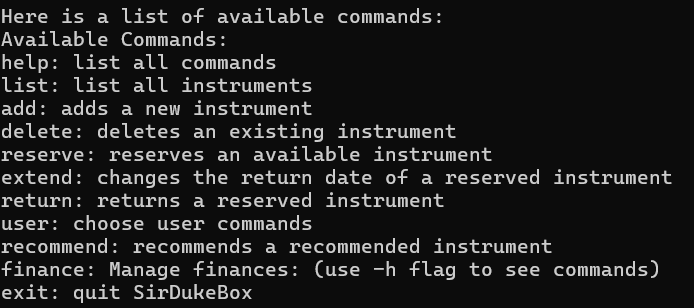 Here is a list of available commands:
Available Commands:
help: list all commands
list: list all instruments
add: adds a new instrument
delete: deletes an existing instrument
reserve: reserves an available instrument
extend: changes the return date of a reserved instrument
return: returns a reserved instrument
user: choose user commands
recommend: recommends a recommended instrument
finance: Manage finances: (use -h flag to see commands)
exit: quit SirDukeBox